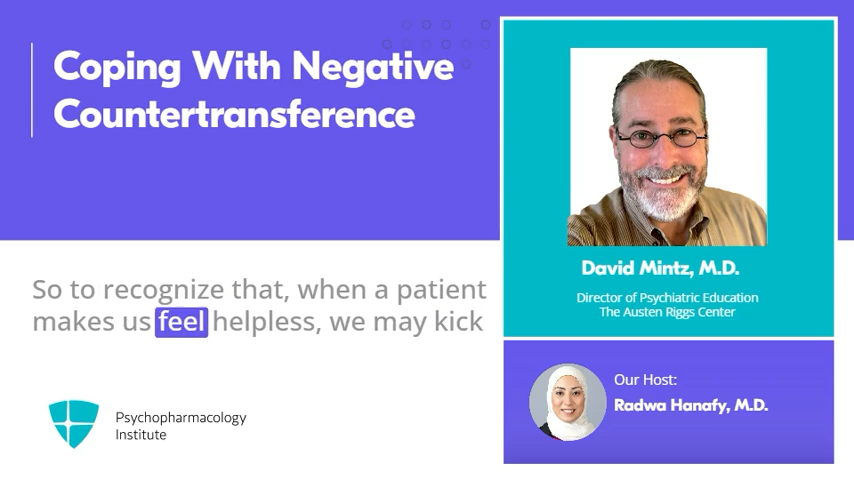 Coping With Negative
Countertransference
So to recognize that, when a patient
makes us feel helpless, we may kick
Psychopharmacology
Institute
David Mintz, M.D.
Director of Psychiatric Education
The Austen Riggs Center
Our Host:
Radwa Hanafy, M.D.